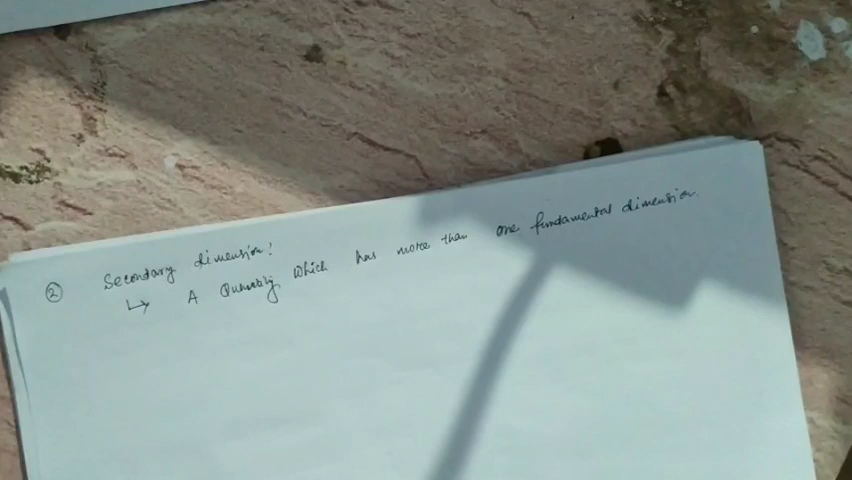 ② Secondary dimension:
↳ A Quantity which has more than one fundamental dimension.